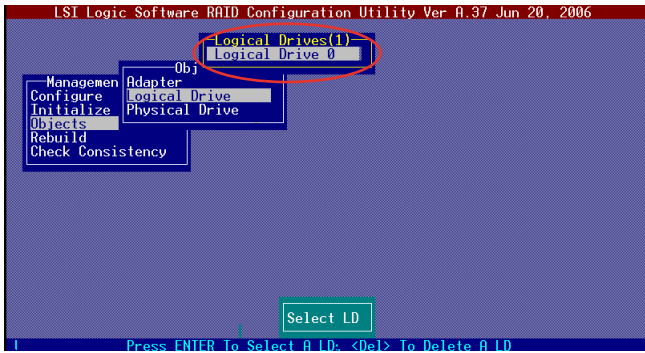 LSI Logic Software RAID Configuration Utility Ver A.37 Jun 20, 2006
Logical Drives(1)
Logical Drive 0
Obj
Adapter
Logical Drive
Physical Drive
Managemen
Configure
Initialize
Objects
Rebuild
Check Consistency
Select LD
Press ENTER To Select A LD; <Del> To Delete A LD